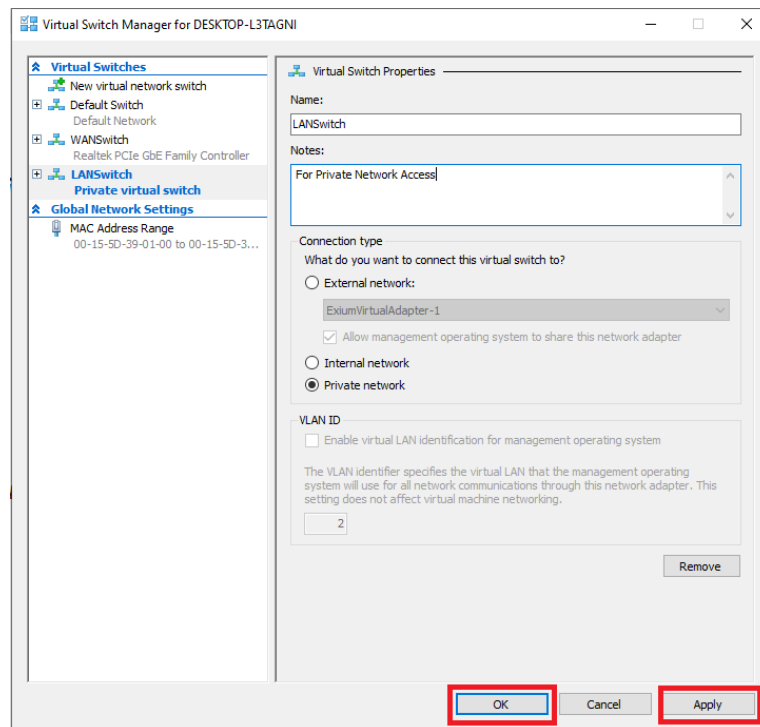 Virtual Switch Manager for DESKTOP-L3TAGNI
Virtual Switches
New virtual network switch
Default Switch
Default Network
WANSwitch
Realtek PCIe GbE Family Controller
LANSwitch
Private virtual switch
Global Network Settings
MAC Address Range
00-15-5D-39-01-00 to 00-15-5D-3...
Virtual Switch Properties
Name:
LANSwitch
Notes:
For Private Network Access
Connection type
What do you want to connect this virtual switch to?
External network:
ExiumVirtualAdapter-1
Allow management operating system to share this network adapter
Internal network
Private network
VLAN ID
Enable virtual LAN identification for management operating system
The VLAN identifier specifies the virtual LAN that the management operating
system will use for all network communications through this network adapter. This
setting does not affect virtual machine networking.
2
Remove
OK
Cancel
Apply